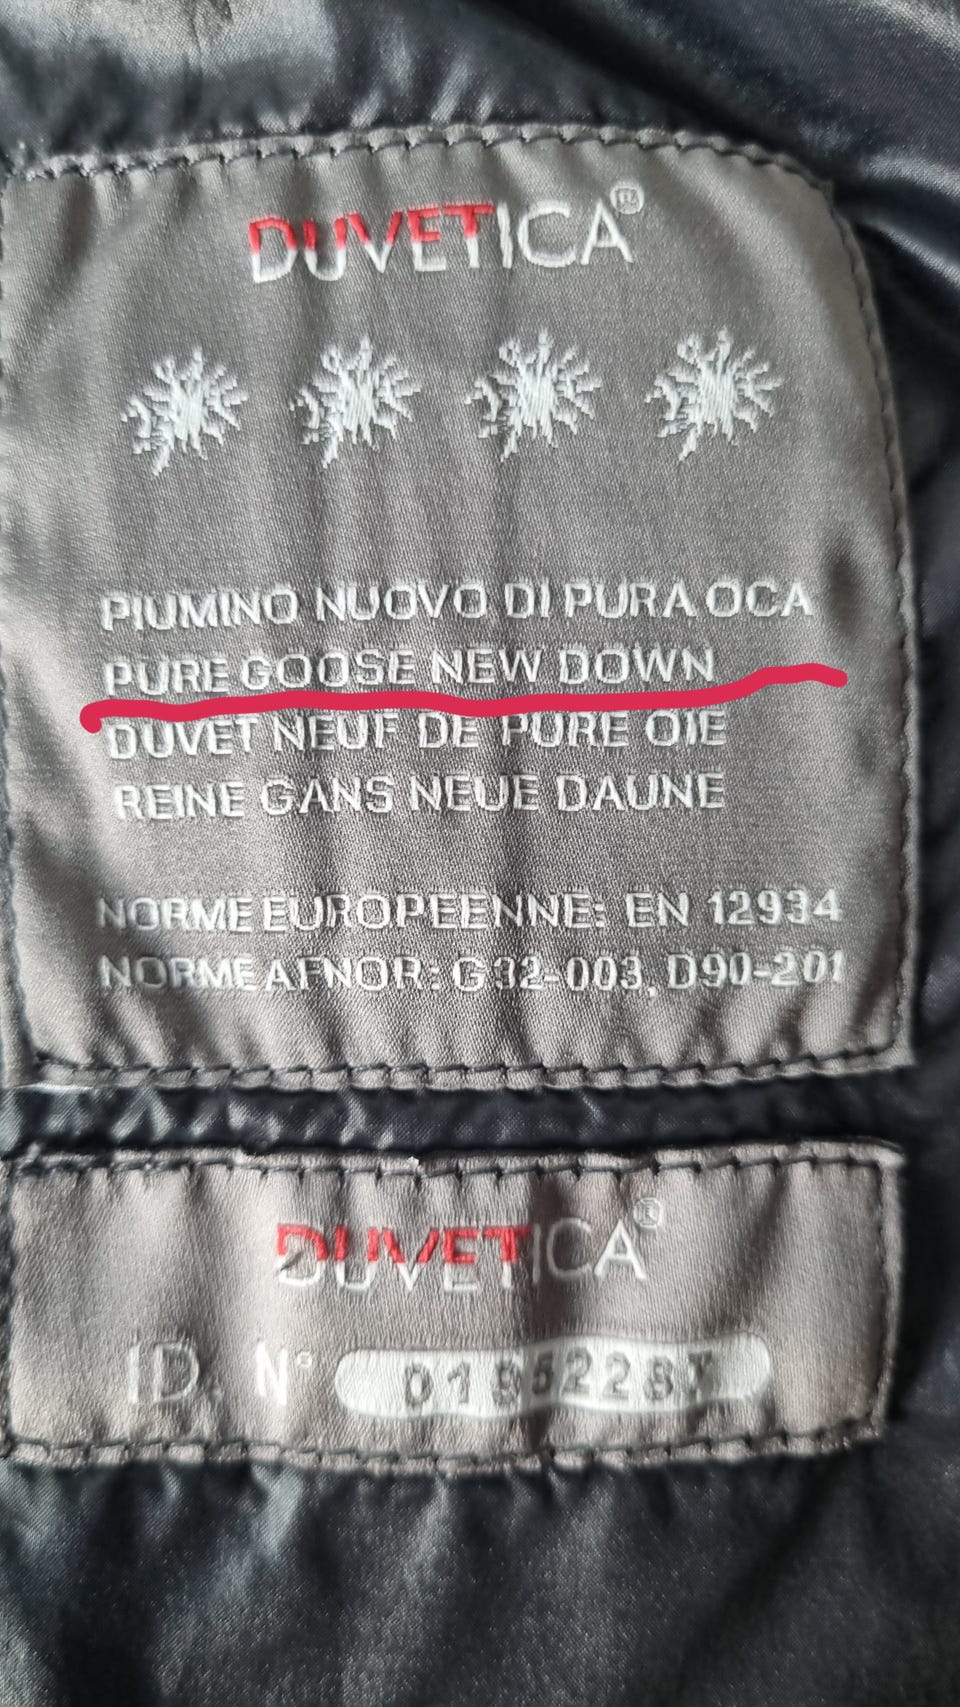 DUVETICA®
PIUMINO NUOVO DI PURA OCA
PURE GOOSE NEW DOWN
DUVET NEUF DE PURE OIE
REINE GANS NEUE DAUNE
NORME EUROPEENNE: EN 12934
NORME AFNOR: G32-003, D90-201
DUVETICA®
ID. N°